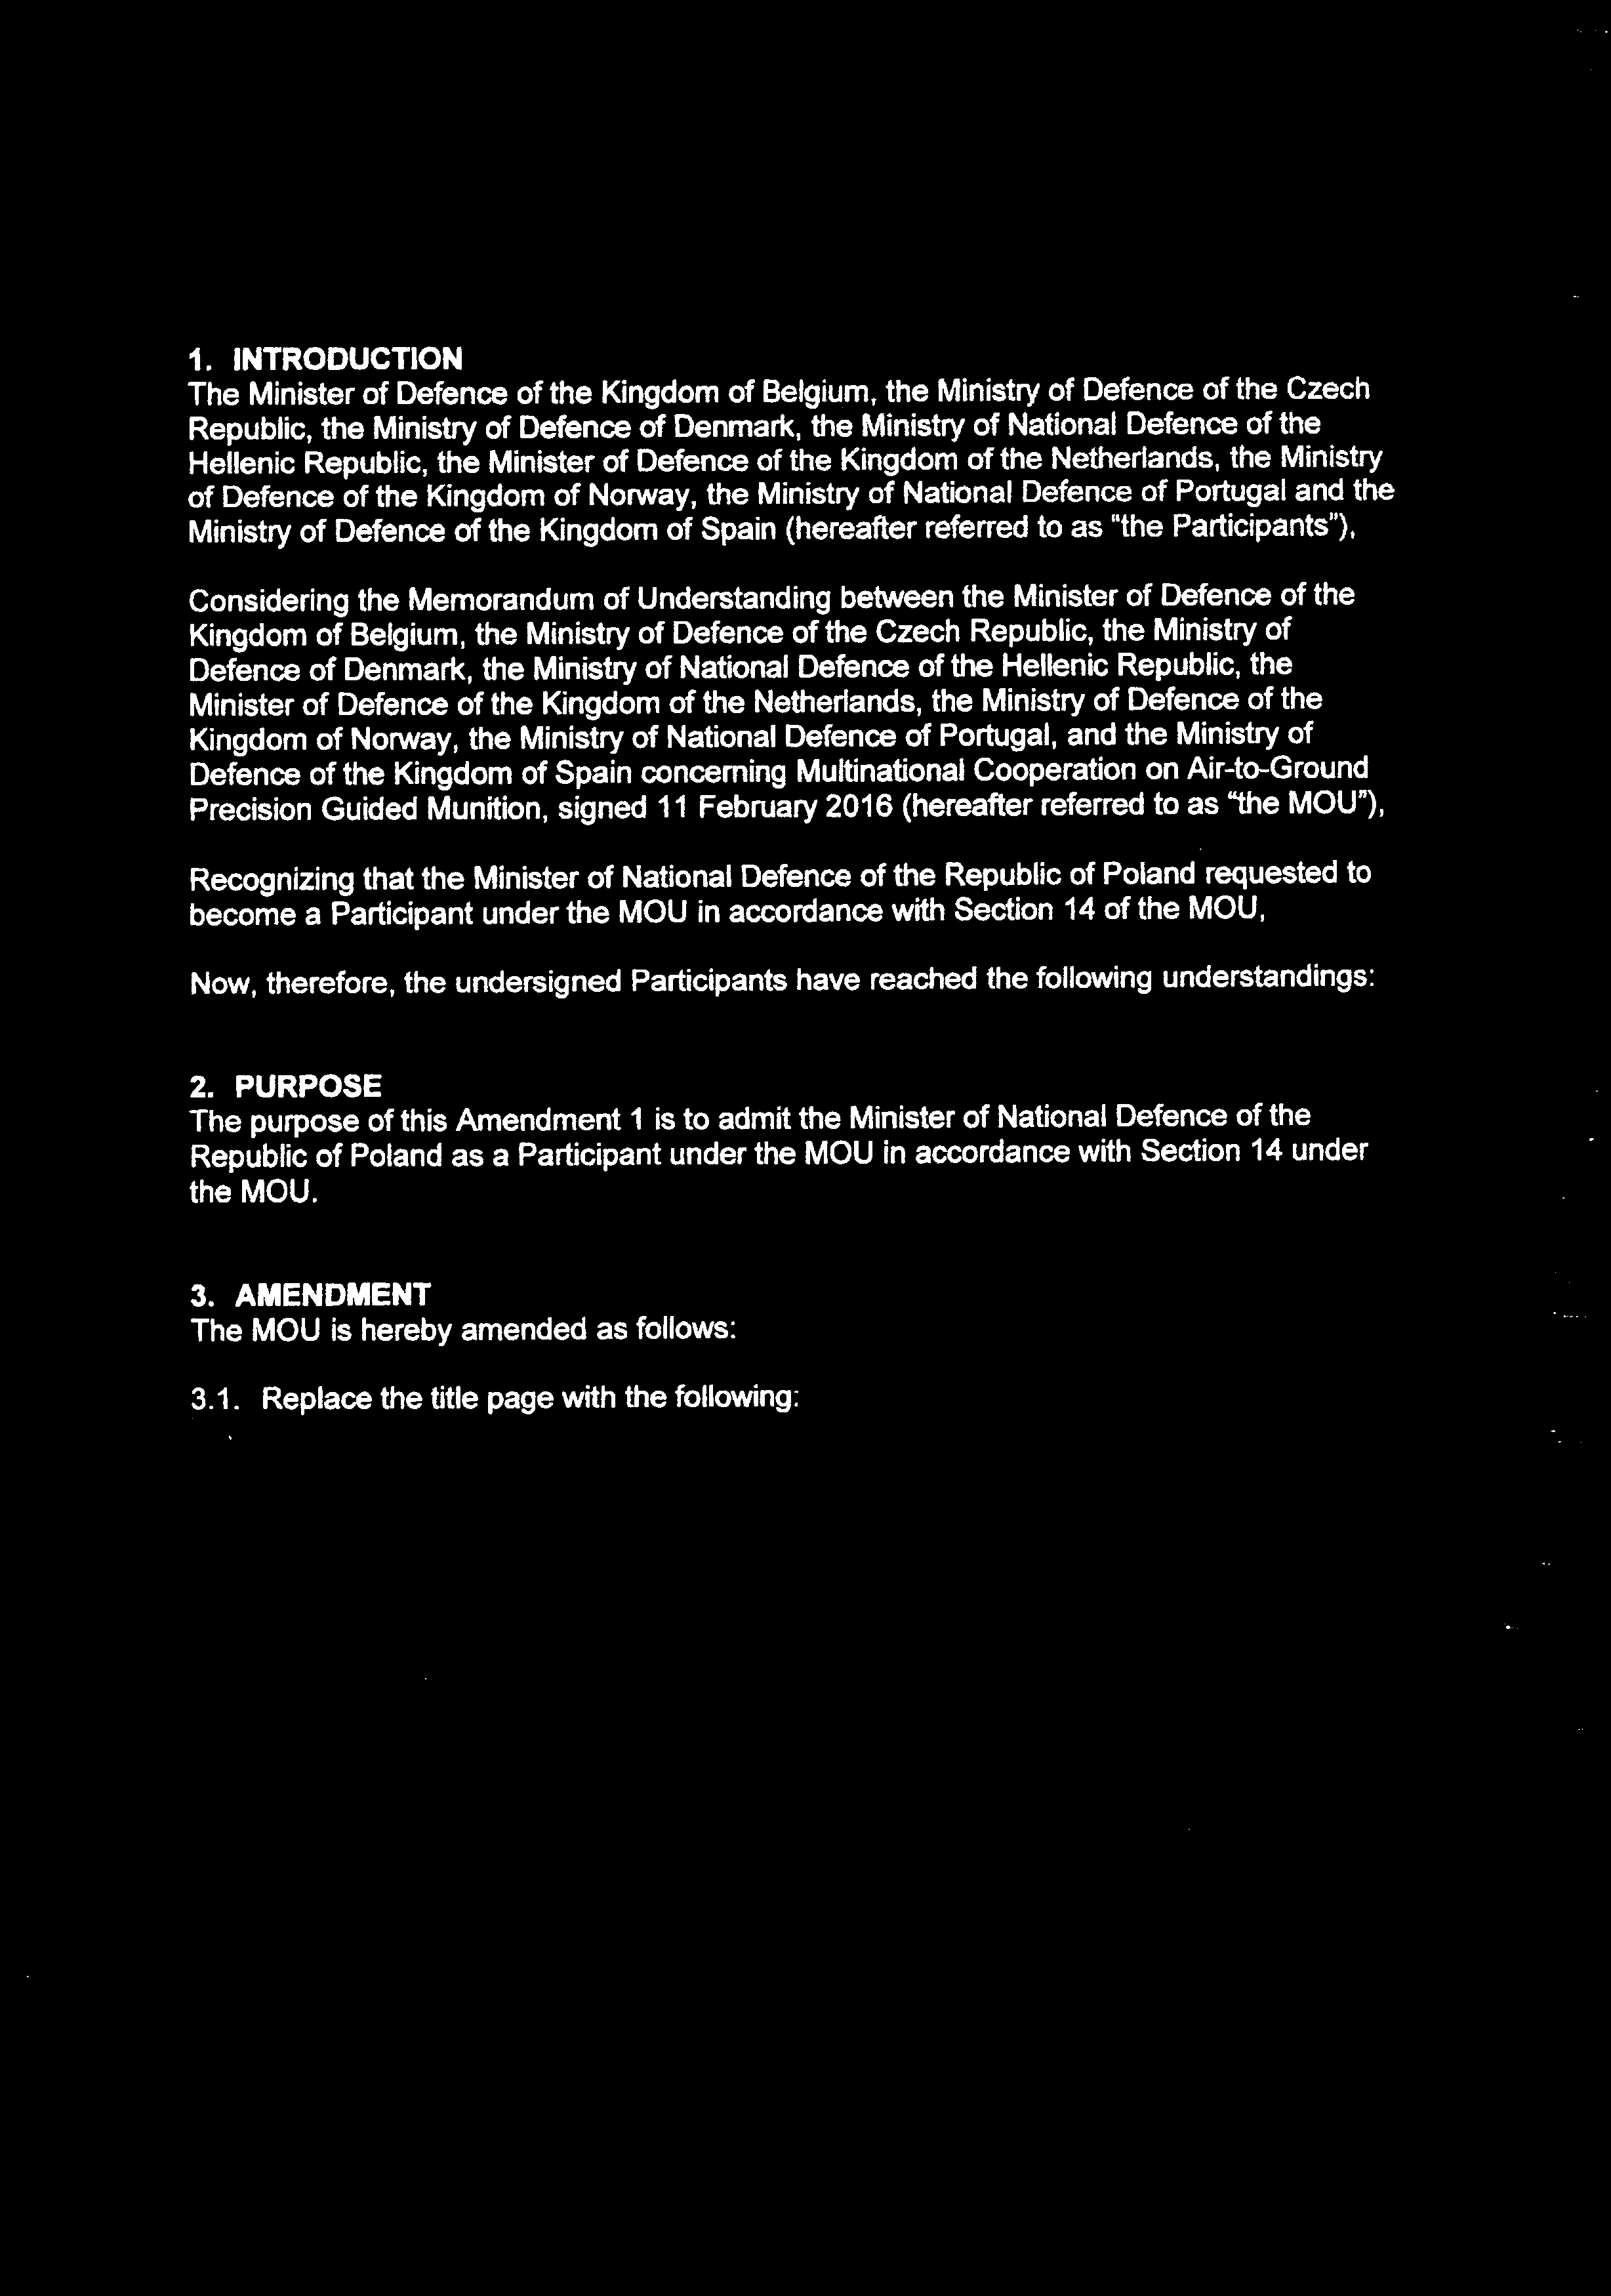 1. INTRODUCTION
The Minister of Defence of the Kingdom of Belgium, the Ministry of Defence of the Czech
Republic, the Ministry of Defence of Denmark, the Ministry of National Defence of the
Hellenic Republic, the Minister of Defence of the Kingdom of the Netherlands, the Ministry
of Defence of the Kingdom of Norway, the Ministry of National Defence of Portugal and the
Ministry of Defence of the Kingdom of Spain (hereafter referred to as "the Participants"),
Considering the Memorandum of Understanding between the Minister of Defence of the
Kingdom of Belgium, the Ministry of Defence of the Czech Republic, the Ministry of
Defence of Denmark, the Ministry of National Defence of the Hellenic Republic, the
Minister of Defence of the Kingdom of the Netherlands, the Ministry of Defence of the
Kingdom of Norway, the Ministry of National Defence of Portugal, and the Ministry of
Defence of the Kingdom of Spain concerning Multinational Cooperation on Air-to-Ground
Precision Guided Munition, signed 11 February 2016 (hereafter referred to as “the MOU”),
Recognizing that the Minister of National Defence of the Republic of Poland requested to
become a Participant under the MOU in accordance with Section 14 of the MOU,
Now, therefore, the undersigned Participants have reached the following understandings:
2. PURPOSE
The purpose of this Amendment 1 is to admit the Minister of National Defence of the
Republic of Poland as a Participant under the MOU in accordance with Section 14 under
the MOU.
3. AMENDMENT
The MOU is hereby amended as follows:
3.1. Replace the title page with the following: